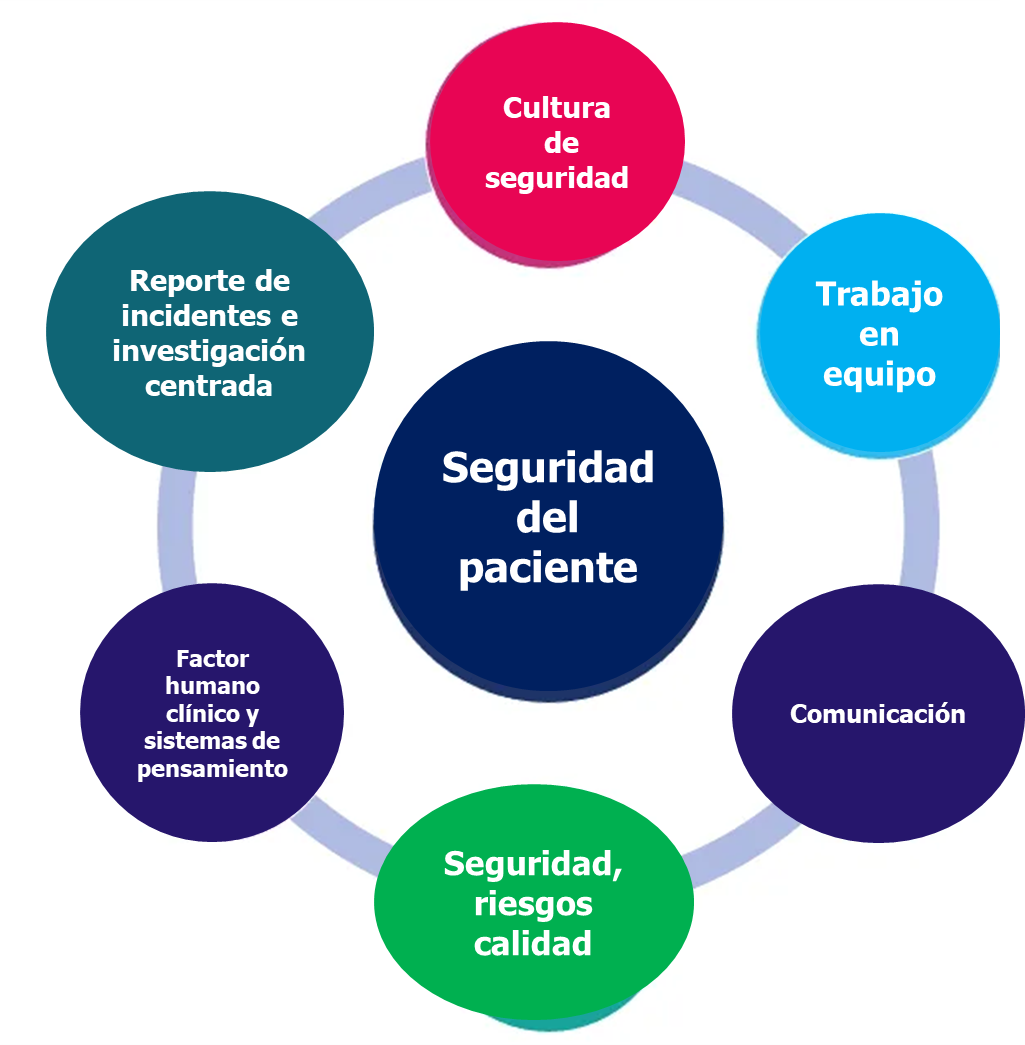 Cultura
de
seguridad
Trabajo
en
equipo
Comunicación
Seguridad,
riesgos
calidad
Factor
humano
clínico y
sistemas de
pensamiento
Reporte de
incidentes e
investigación
centrada
Seguridad
del
paciente